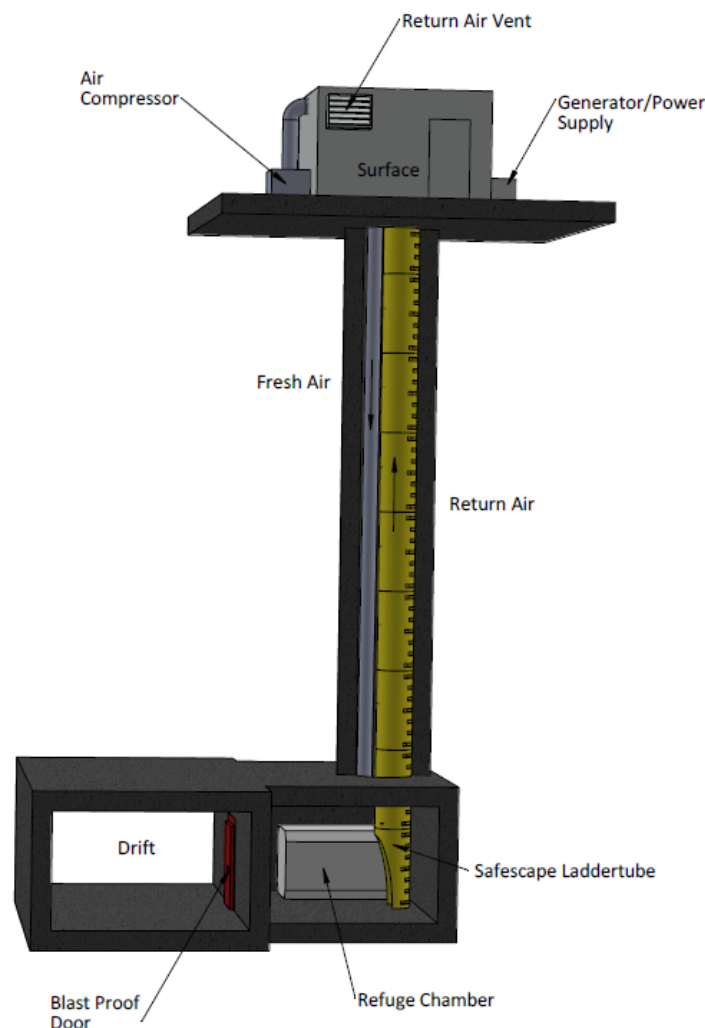 Return Air Vent
Air
Compressor
Generator/Power
Supply
Surface
Fresh Air
Return Air
Drift
Safescape Laddertube
Blast Proof
Door
Refuge Chamber